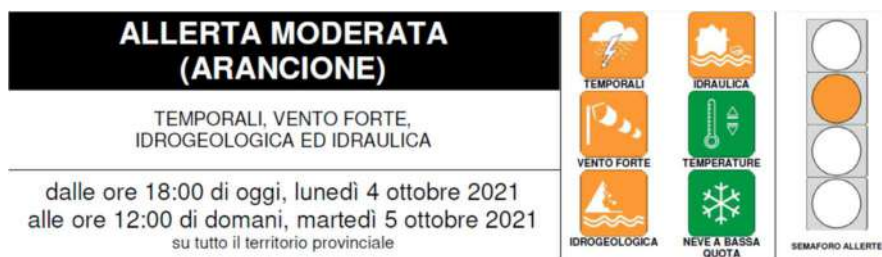 ALLERTA MODERATA
(ARANCIONE)
TEMPORALI, VENTO FORTE,
IDROGEOLOGICA ED IDRAULICA
dalle ore 18:00 di oggi, lunedì 4 ottobre 2021
alle ore 12:00 di domani, martedì 5 ottobre 2021
su tutto il territorio provinciale
TEMPORALI
IDRAULICA
VENTO FORTE
TEMPERATURE
IDROGEOLOGICA
NEVE A BASSA
QUOTA
SEMAFORO ALLERTE